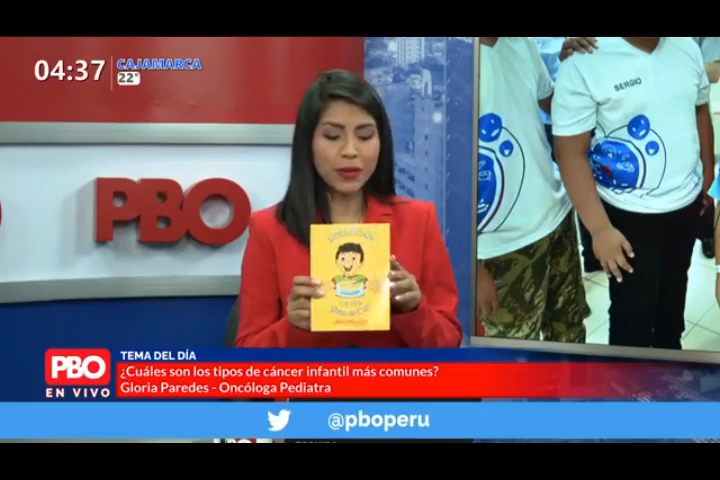 04:37
CAJAMARCA
22°
SERGIO
PBO
PBO
EN VIVO
TEMA DEL DÍA
¿Cuáles son los tipos de cáncer infantil más comunes?
Gloria Paredes - Oncóloga Pediatra
@pboperu
PBO